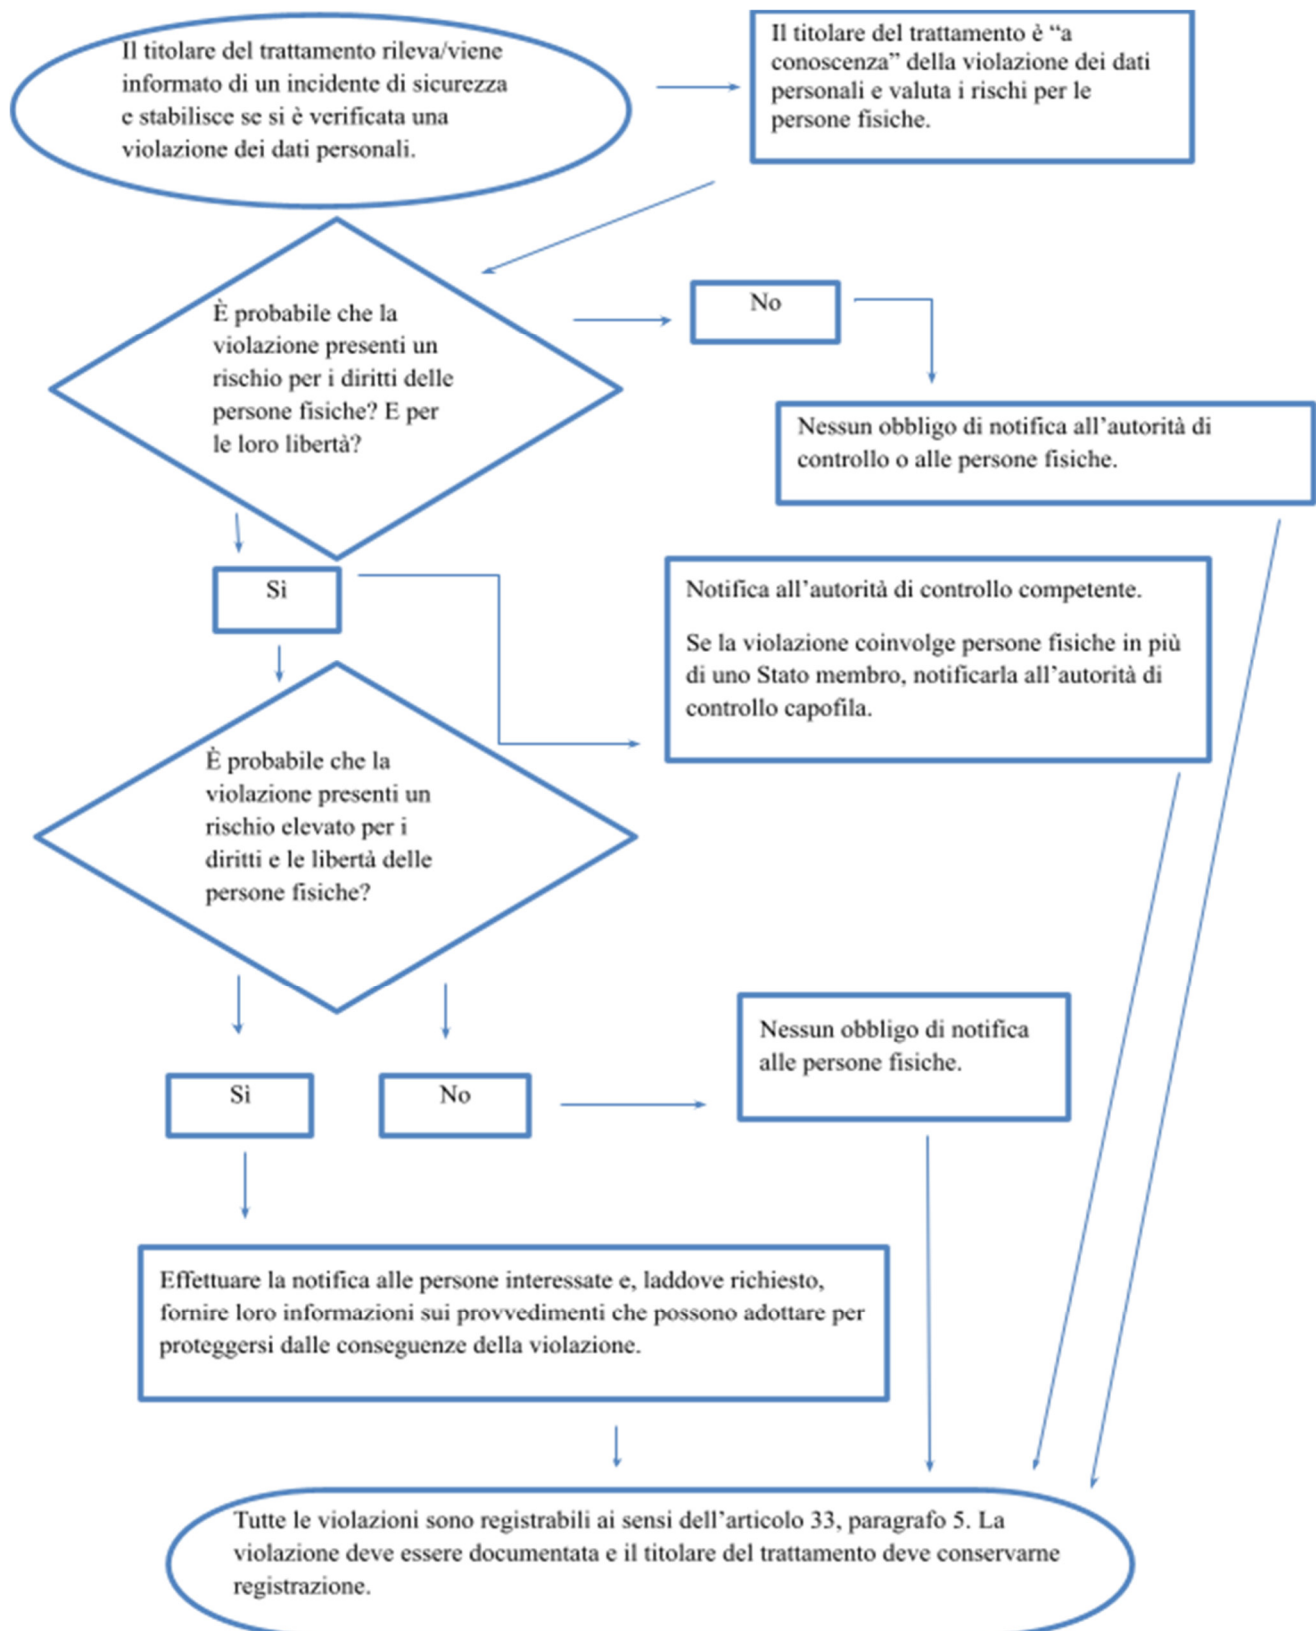 Il titolare del trattamento rileva/viene
informato di un incidente di sicurezza
e stabilisce se si è verificata una
violazione dei dati personali.
Il titolare del trattamento è “a
conoscenza” della violazione dei dati
personali e valuta i rischi per le
persone fisiche.
È probabile che la
violazione presenti un
rischio per i diritti delle
persone fisiche? E per
le loro libertà?
No
Nessun obbligo di notifica all’autorità di
controllo o alle persone fisiche.
Sì
Notifica all’autorità di controllo competente.
Se la violazione coinvolge persone fisiche in più
di uno Stato membro, notificarla all’autorità di
controllo capofila.
È probabile che la
violazione presenti un
rischio elevato per i
diritti e le libertà delle
persone fisiche?
Sì
No
Nessun obbligo di notifica
alle persone fisiche.
Effettuare la notifica alle persone interessate e, laddove richiesto,
fornire loro informazioni sui provvedimenti che possono adottare per
proteggersi dalle conseguenze della violazione.
Tutte le violazioni sono registrabili ai sensi dell’articolo 33, paragrafo 5. La
violazione deve essere documentata e il titolare del trattamento deve conservarne
registrazione.